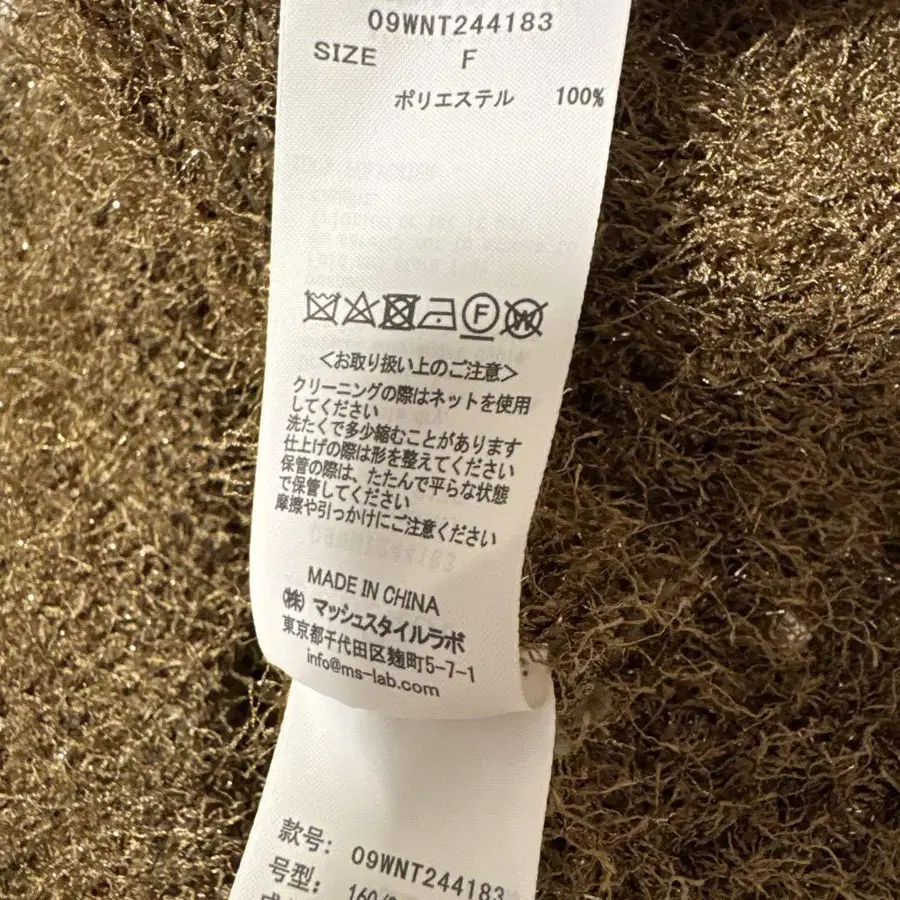 09WNT244183
SIZE F
ポリエステル 100%
F
W
<お取り扱い上のご注意>
クリーニングの際はネットを使用
してください
洗たくで多少縮むことがあります
仕上げの際は形を整えてください
保管の際は、たたんで平らな状態
で保管してください
摩擦や引っかけにご注意ください
MADE IN CHINA
㈱ マッシュスタイルラボ
東京都千代田区麹町5-7-1
info@ms-lab.com
款号: 09WNT244183
号型: